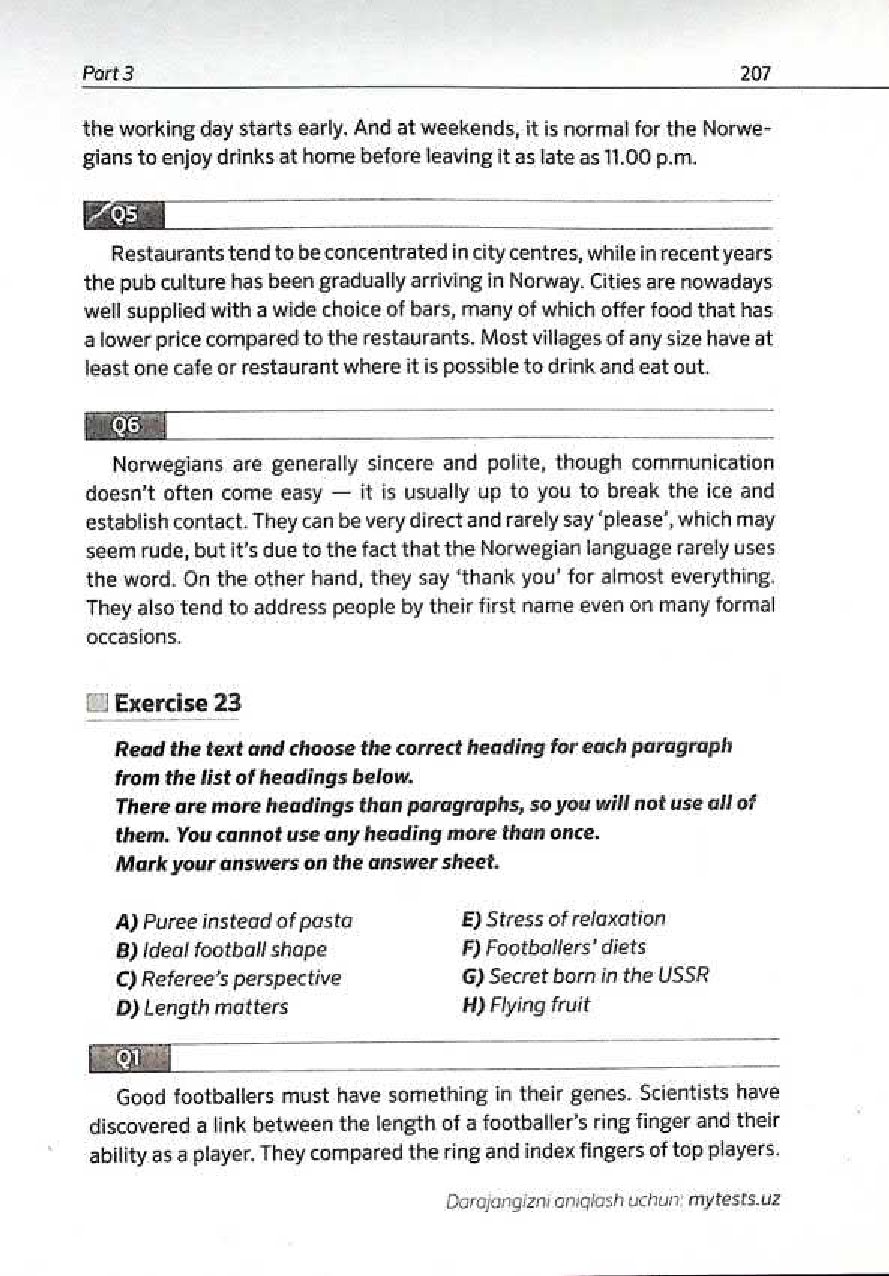 Part 3 207
the working day starts early. And at weekends, it is normal for the Norwe-
gians to enjoy drinks at home before leaving it as late as 11.00 p.m.
Q5
Restaurants tend to be concentrated in city centres, while in recent years
the pub culture has been gradually arriving in Norway. Cities are nowadays
well supplied with a wide choice of bars, many of which offer food that has
a lower price compared to the restaurants. Most villages of any size have at
least one cafe or restaurant where it is possible to drink and eat out.
Q6
Norwegians are generally sincere and polite, though communication
doesn't often come easy — it is usually up to you to break the ice and
establish contact. They can be very direct and rarely say 'please', which may
seem rude, but it's due to the fact that the Norwegian language rarely uses
the word. On the other hand, they say 'thank you' for almost everything.
They also tend to address people by their first name even on many formal
occasions.
Exercise 23
Read the text and choose the correct heading for each paragraph
from the list of headings below.
There are more headings than paragraphs, so you will not use all of
them. You cannot use any heading more than once.
Mark your answers on the answer sheet.
A) Puree instead of pasta
B) Ideal football shape
C) Referee's perspective
D) Length matters
E) Stress of relaxation
F) Footballers' diets
G) Secret born in the USSR
H) Flying fruit
Q1
Good footballers must have something in their genes. Scientists have
discovered a link between the length of a footballer's ring finger and their
ability as a player. They compared the ring and index fingers of top players.
Darajangizni aniqlash uchun: mytests.uz